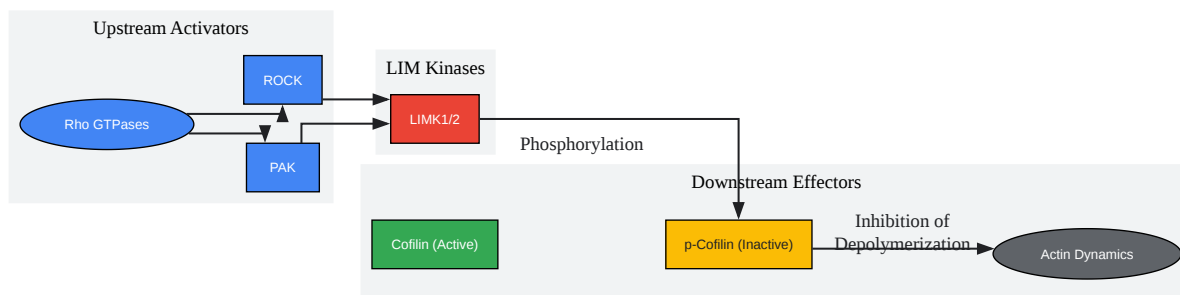 Upstream Activators
ROCK
Rho GTPases
PAK
LIM Kinases
LIMK1/2
Phosphorylation
Downstream Effectors
Cofilin (Active)
p-Cofilin (Inactive)
Inhibition of
Depolymerization
Actin Dynamics